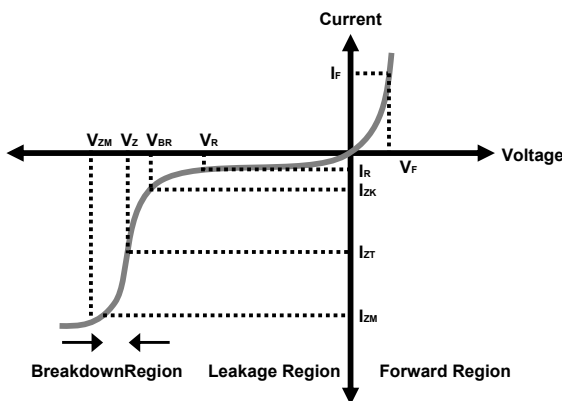 Current
IF
VZM VZ VBR VR
Voltage
VF
IR
IZK
IZT
IZM
BreakdownRegion Leakage Region Forward Region